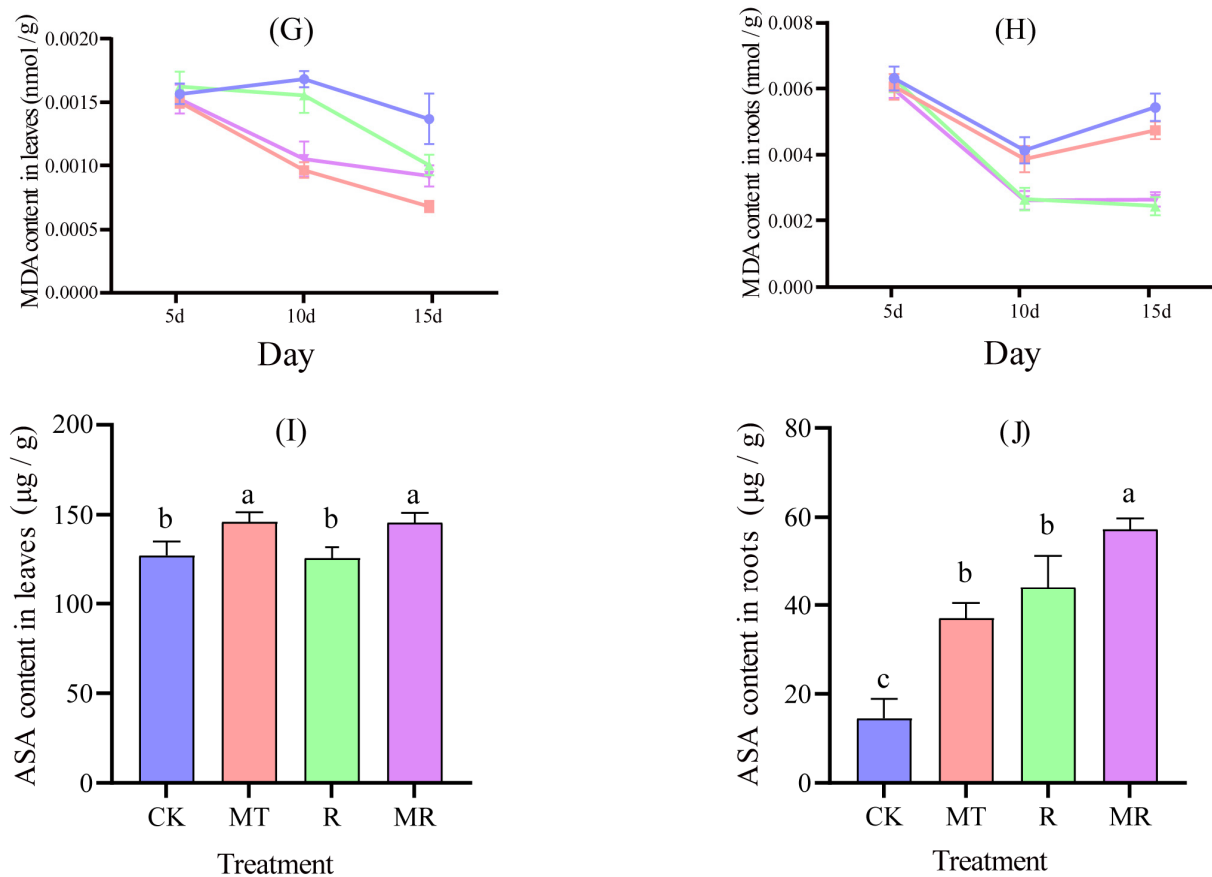 (G)
MDA content in leaves (nmol / g)
0.0020
0.0015
0.0010
0.0005
0.0000
5d 10d 15d
Day
(H)
MDA content in roots (nmol / g)
0.008
0.006
0.004
0.002
0.000
5d 10d 15d
Day
(I)
ASA content in leaves (μg / g)
200
150
100
50
0
b a b a
CK MT R MR
Treatment
(J)
ASA content in roots (μg / g)
80
60
40
20
0
c b b a
CK MT R MR
Treatment